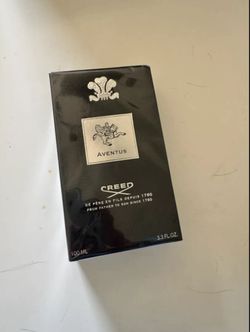 AVENTUS
CREED
DE PÈRE EN FILS DEPUIS 1760
FROM FATHER TO SON SINCE 1760
100 ML
3.3 FL.OZ.